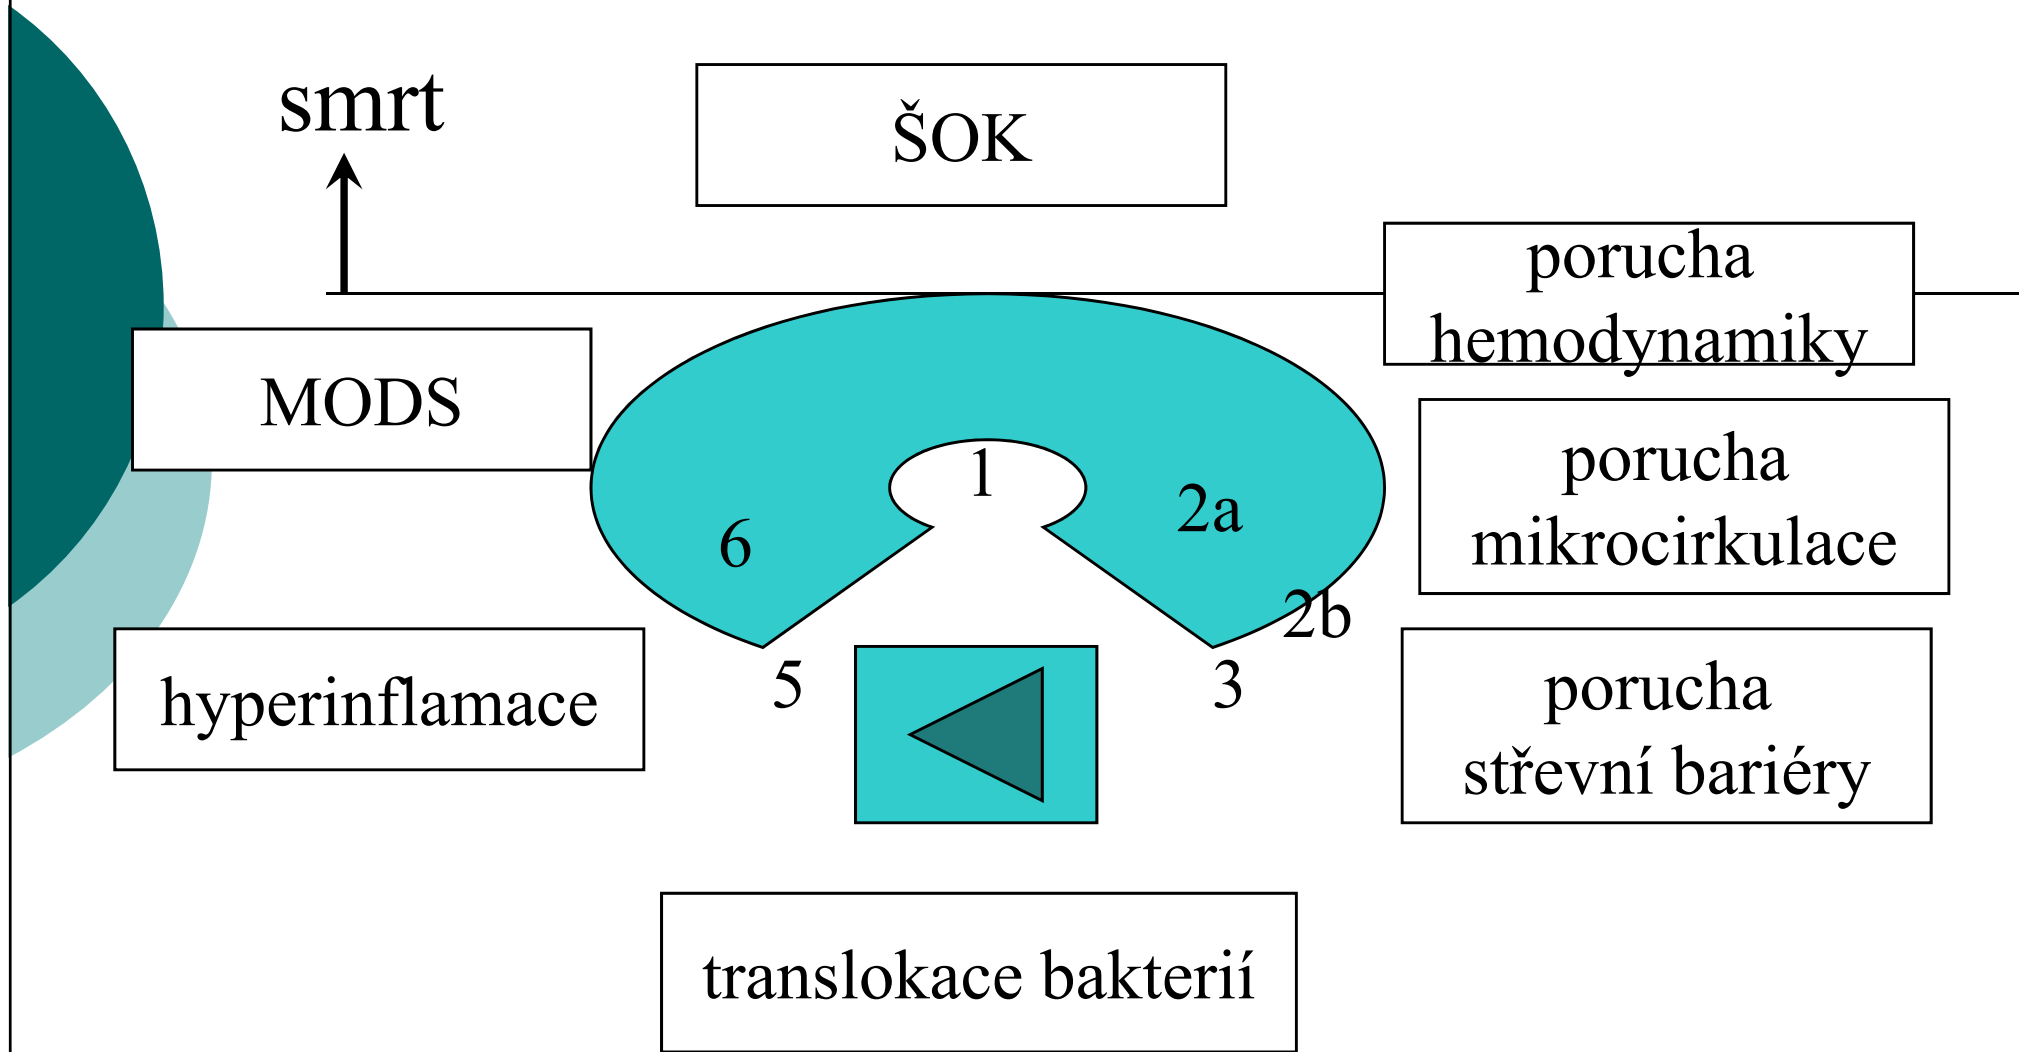 smrt
ŠOK
porucha
hemodynamiky
MODS
porucha
mikrocirkulace
1
2a
6
2b
5
3
hyperinflamace
porucha
střevní bariéry
translokace bakterií